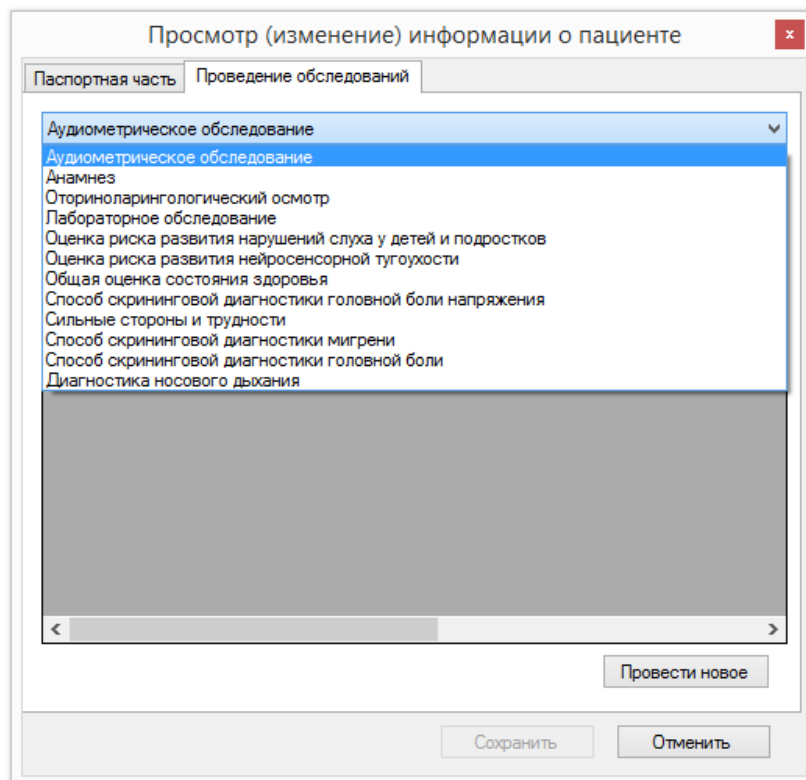 Просмотр (изменение) информации о пациенте
x
Паспортная часть
Проведение обследований
Аудиометрическое обследование
Аудиометрическое обследование
Анамнез
Оториноларингологический осмотр
Лабораторное обследование
Оценка риска развития нарушений слуха у детей и подростков
Оценка риска развития нейросенсорной тугоухости
Общая оценка состояния здоровья
Способ скрининговой диагностики головной боли напряжения
Сильные стороны и трудности
Способ скрининговой диагностики мигрени
Способ скрининговой диагностики головной боли
Диагностика носового дыхания
Провести новое
Сохранить
Отменить